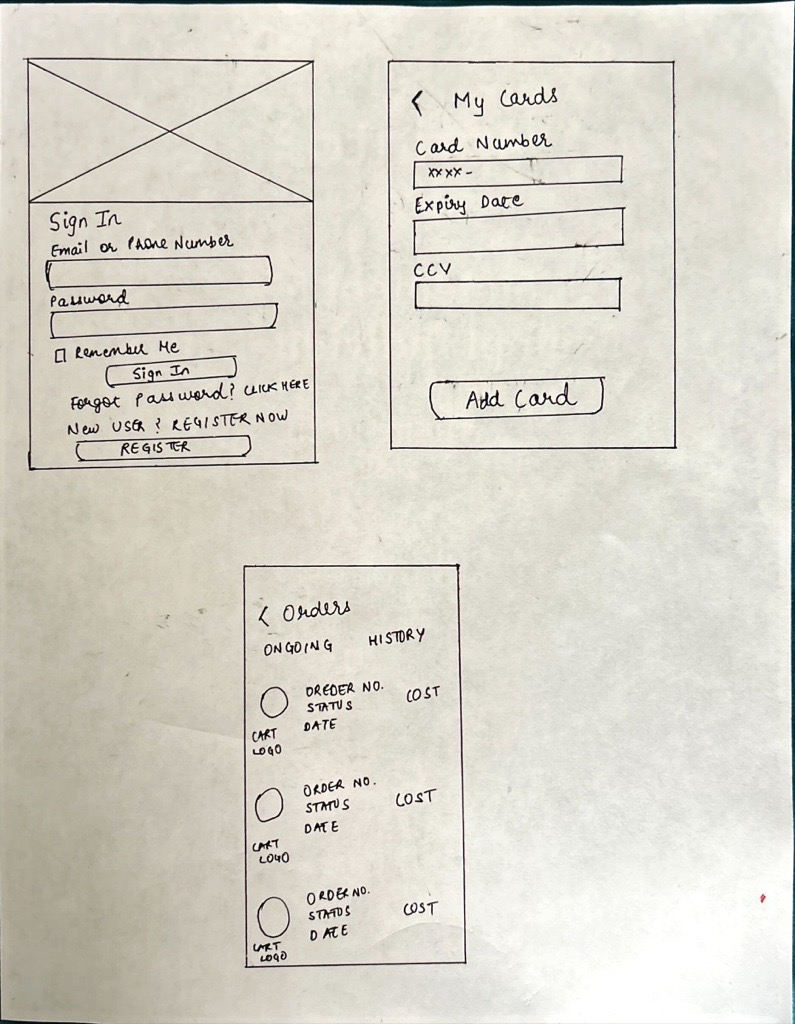 Sign In
Email or Phone Number
Password
Remember Me
Sign In
Forgot Password? CLICK HERE
New USER? REGISTER NOW
REGISTER
< My Cards
Card Number
xxxx-
Expiry Date
CCV
Add Card
< Orders
ONGOING HISTORY
OREDER NO.
STATUS COST
DATE
CART
LOGO
ORDER NO.
STATUS COST
DATE
CART
LOGO
ORDER NO.
STATUS COST
DATE
CART
LOGO